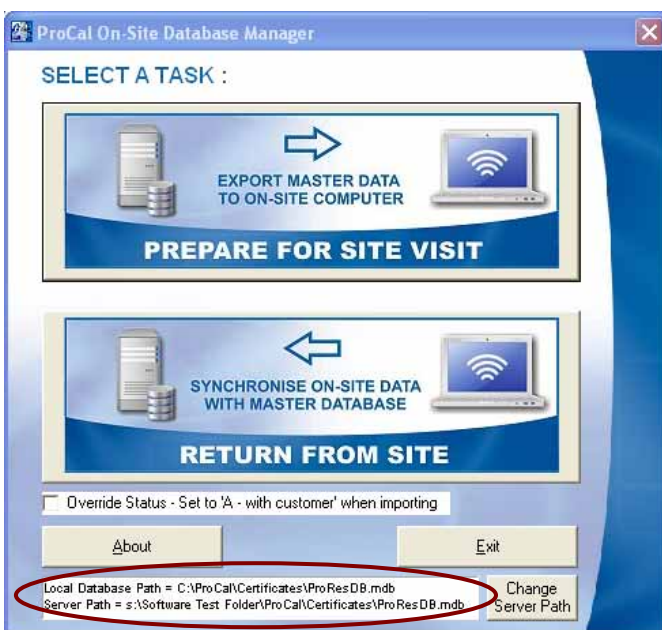 ProCal On-Site Database Manager
SELECT A TASK :
EXPORT MASTER DATA
TO ON-SITE COMPUTER
PREPARE FOR SITE VISIT
SYNCHRONISE ON-SITE DATA
WITH MASTER DATABASE
RETURN FROM SITE
Override Status - Set to 'A - with customer' when importing
About
Exit
Local Database Path = C:\ProCal\Certificates\ProResDB.mdb
Server Path = s:\Software Test Folder\ProCal\Certificates\ProResDB.mdb
Change
Server Path